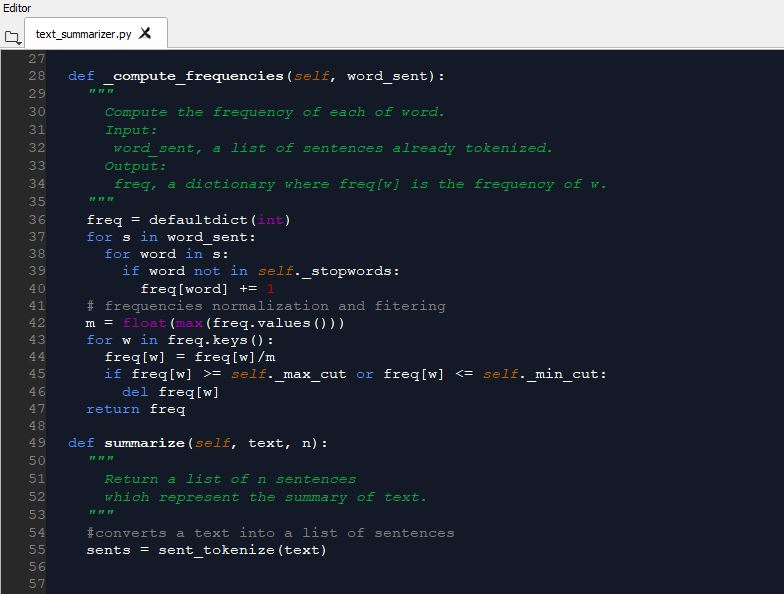 Editor
text_summarizer.py
27
28 def _compute_frequencies(self, word_sent):
29 """
30 Compute the frequency of each of word.
31 Input:
32 word_sent, a list of sentences already tokenized.
33 Output:
34 freq, a dictionary where freq[w] is the frequency of w.
35 """
36 freq = defaultdict(int)
37 for s in word_sent:
38 for word in s:
39 if word not in self._stopwords:
40 freq[word] += 1
41 # frequencies normalization and fitering
42 m = float(max(freq.values()))
43 for w in freq.keys():
44 freq[w] = freq[w]/m
45 if freq[w] >= self._max_cut or freq[w] <= self._min_cut:
46 del freq[w]
47 return freq
48
49 def summarize(self, text, n):
50 """
51 Return a list of n sentences
52 which represent the summary of text.
53 """
54 #converts a text into a list of sentences
55 sents = sent_tokenize(text)
56
57